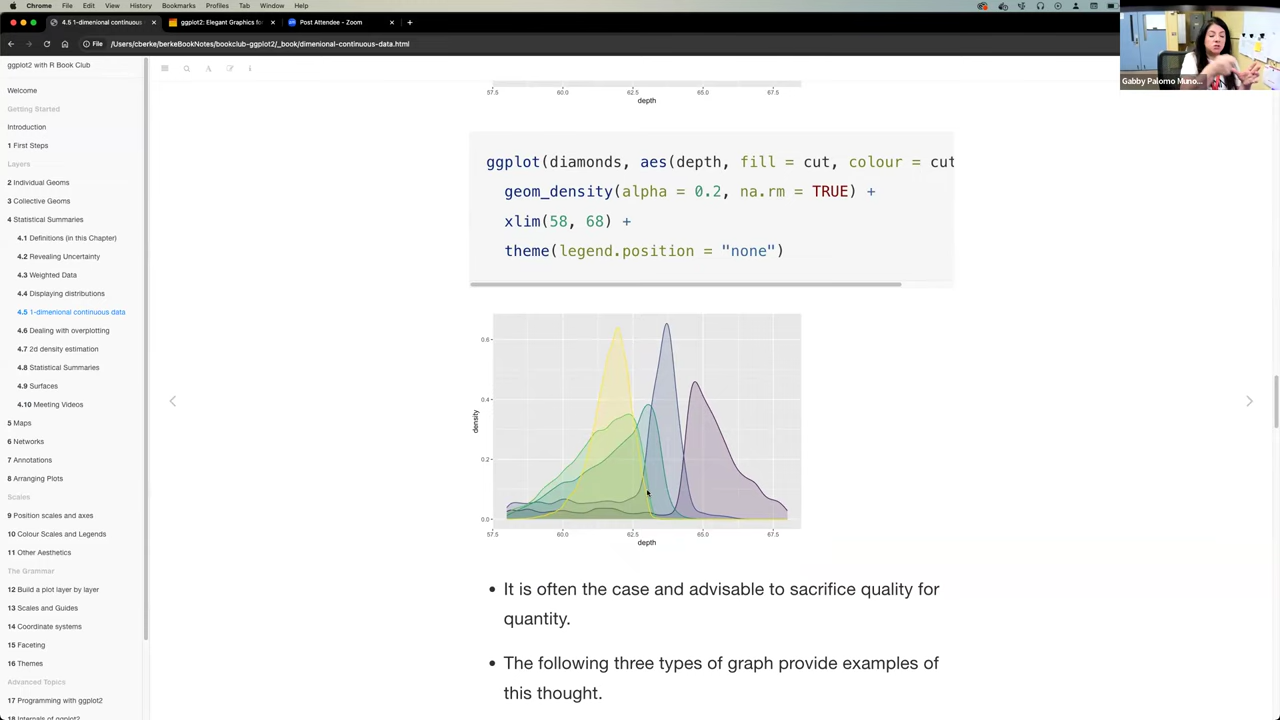 Chrome File Edit View History Bookmarks Profiles Tab Window Help
4.5 1-dimensional continuous
ggplot2: Elegant Graphics for
Post Attendee - Zoom
File /Users/cberke/berkeBookNotes/bookclub-ggplot2/_book/dimenional-continuous-data.html
Gabby Palomo Muno...
ggplot2 with R Book Club
Welcome
Getting Started
Introduction
1 First Steps
Layers
2 Individual Geoms
3 Collective Geoms
4 Statistical Summaries
4.1 Definitions (in this Chapter)
4.2 Revealing Uncertainty
4.3 Weighted Data
4.4 Displaying distributions
4.5 1-dimenional continuous data
4.6 Dealing with overplotting
4.7 2d density estimation
4.8 Statistical Summaries
4.9 Surfaces
4.10 Meeting Videos
5 Maps
6 Networks
7 Annotations
8 Arranging Plots
Scales
9 Position scales and axes
10 Colour Scales and Legends
11 Other Aesthetics
The Grammar
12 Build a plot layer by layer
13 Scales and Guides
14 Coordinate systems
15 Faceting
16 Themes
Advanced Topics
17 Programming with ggplot2
18 Internals of ggplot2
57.5 60.0 62.5 65.0 67.5
depth
ggplot(diamonds, aes(depth, fill = cut, colour = cut
geom_density(alpha = 0.2, na.rm = TRUE) +
xlim(58, 68) +
theme(legend.position = "none")
0.6
0.4
0.2
0.0
density
57.5 60.0 62.5 65.0 67.5
depth
• It is often the case and advisable to sacrifice quality for
quantity.
• The following three types of graph provide examples of
this thought.